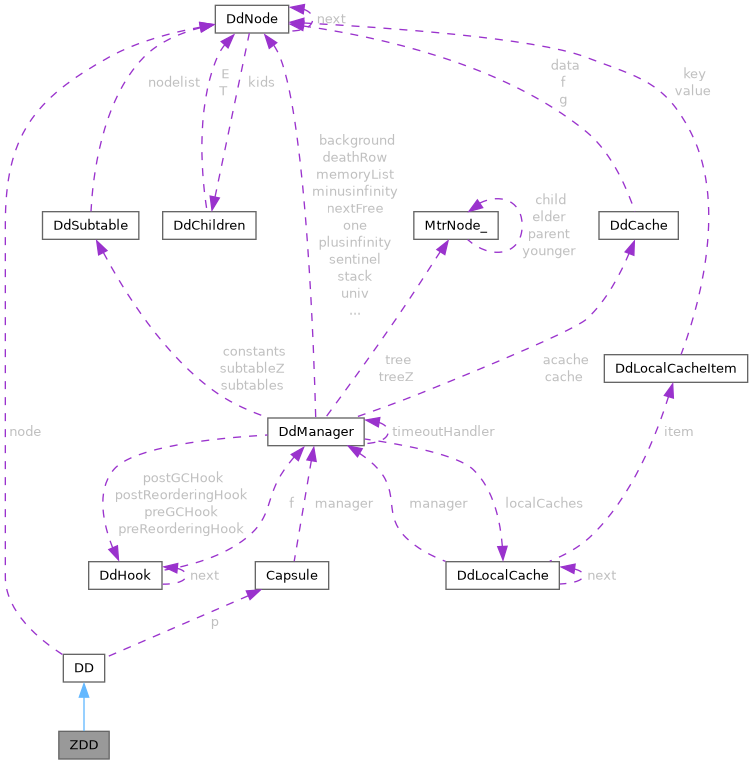 DdNode
next
data
f
g
key
value
nodelist
E
T
kids
background
deathRow
memoryList
minusinfinity
nextFree
one
plusinfinity
sentinel
stack
univ
...
child
elder
parent
younger
DdSubtable
DdChildren
MtrNode_
DdCache
constants
subtableZ
subtables
tree
treeZ
acache
cache
DdLocalCacheItem
node
DdManager
timeoutHandler
item
postGCHook
postReorderingHook
preGCHook
preReorderingHook
f
manager
manager
localCaches
DdHook
next
Capsule
DdLocalCache
next
p
DD
ZDD